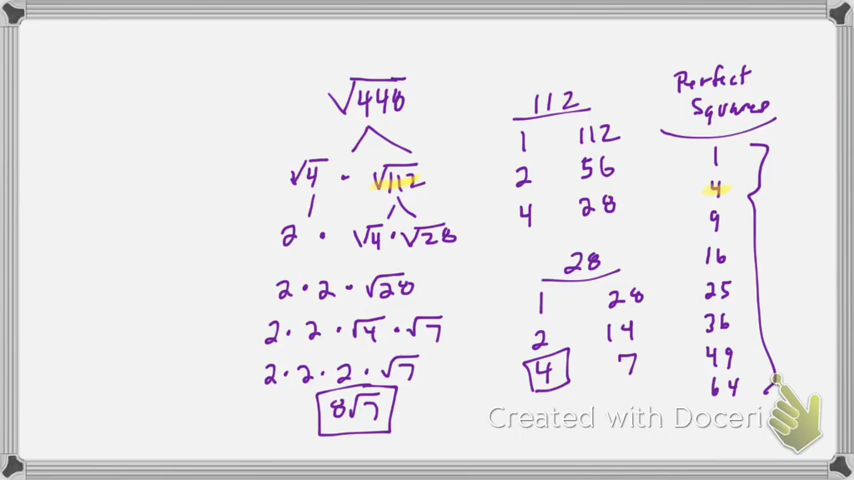 √448
√4 · √112
2 · √4 · √28
2 · 2 · √28
2 · 2 · √4 · √7
2 · 2 · 2 · √7
8√7
112
1 112
2 56
4 28
28
1 28
2 14
4 7
Perfect
Squares
1
4
9
16
25
36
49
64
Created with Doceri